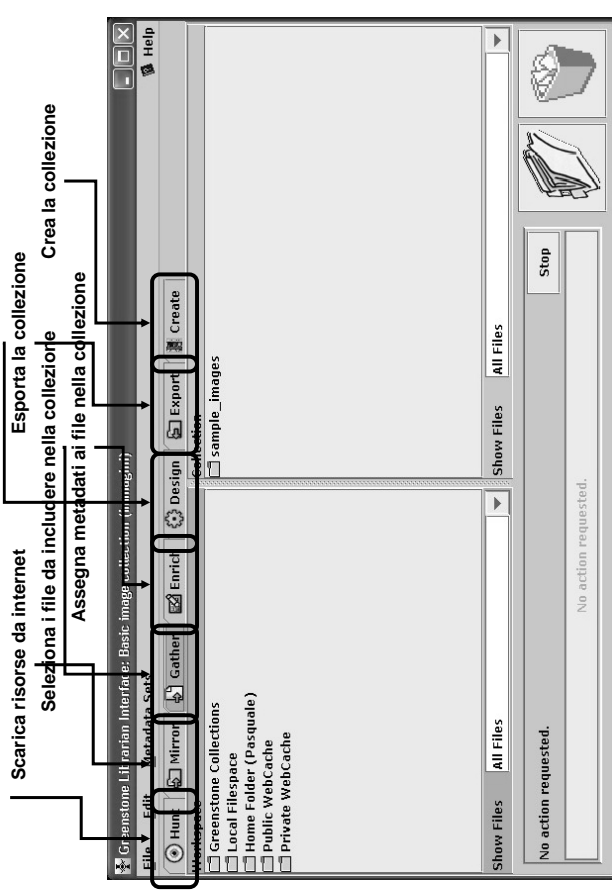 Scarica risorse da internet
Seleziona i file da includere nella collezione
Assegna metadati ai file nella collezione
Esporta la collezione
Crea la collezione
Greenstone Librarian Interface: Basic image collection (immagini)
File Edit Metadata Sets Help
Hunt Mirror Gather Enrich Design Export Create
Workspace
Greenstone Collections
Local Filespace
Home Folder (Pasquale)
Public WebCache
Private WebCache
Show Files All Files
Collection
sample_images
Show Files All Files
No action requested.
Stop
No action requested.